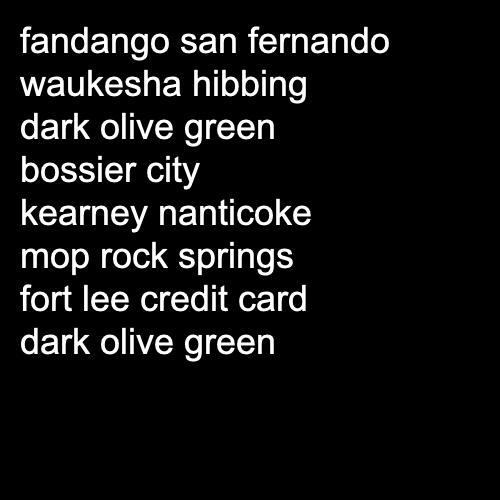 fandango san fernando
waukesha hibbing
dark olive green
bossier city
kearney nanticoke
mop rock springs
fort lee credit card
dark olive green